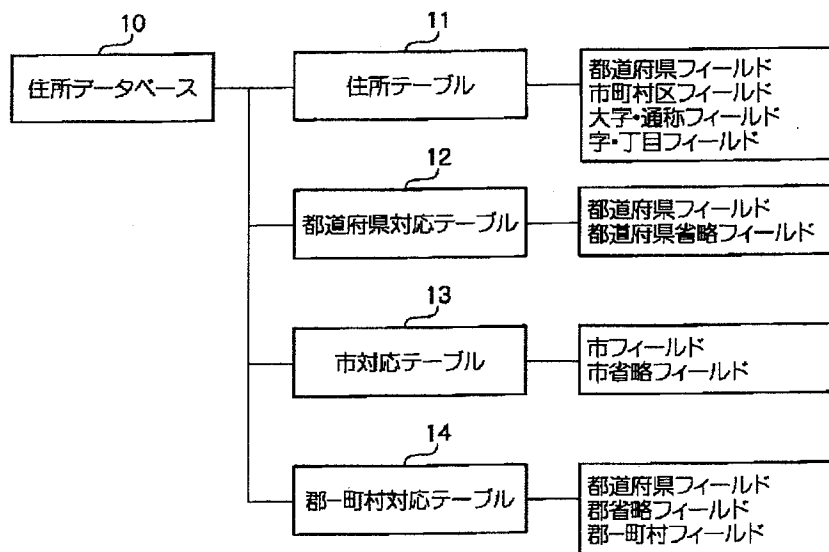 10
住所データベース
11
住所テーブル
都道府県フィールド
市町村区フィールド
大字・通称フィールド
字・丁目フィールド
12
都道府県対応テーブル
都道府県フィールド
都道府県省略フィールド
13
市対応テーブル
市フィールド
市省略フィールド
14
郡ー町村対応テーブル
都道府県フィールド
郡省略フィールド
郡ー町村フィールド